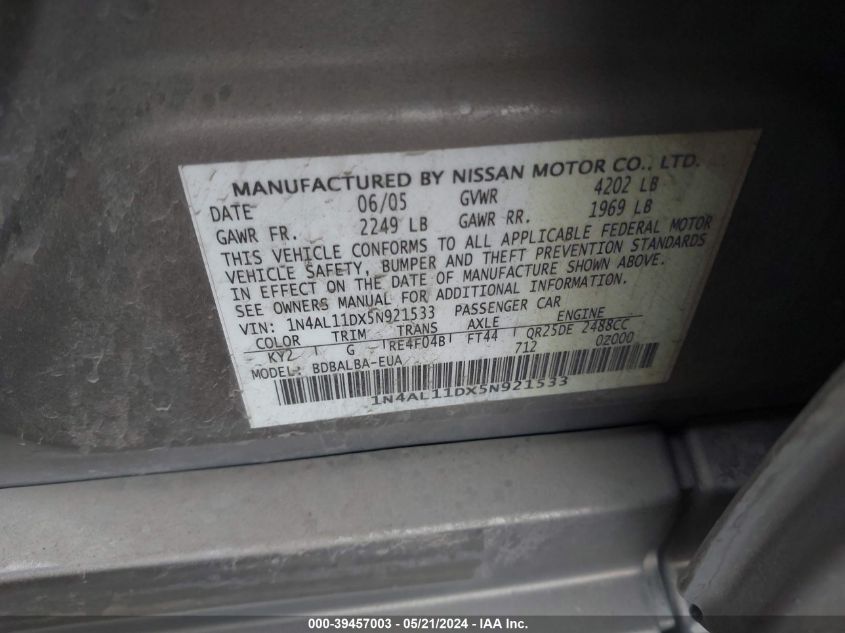 MANUFACTURED BY NISSAN MOTOR CO., LTD.
DATE 06/05 GVWR 4202 LB
GAWR FR. 2249 LB GAWR RR. 1969 LB
THIS VEHICLE CONFORMS TO ALL APPLICABLE FEDERAL MOTOR
VEHICLE SAFETY, BUMPER AND THEFT PREVENTION STANDARDS
IN EFFECT ON THE DATE OF MANUFACTURE SHOWN ABOVE.
SEE OWNERS MANUAL FOR ADDITIONAL INFORMATION.
VIN: 1N4AL11DX5N921533 PASSENGER CAR
COLOR TRIM TRANS AXLE ENGINE
KY2 G RE4F04B FT44 QR25DE 2488CC
MODEL: BDBALBA-EUA 712 0Z000
1N4AL11DX5N921533
000-39457003 - 05/21/2024 - IAA Inc.